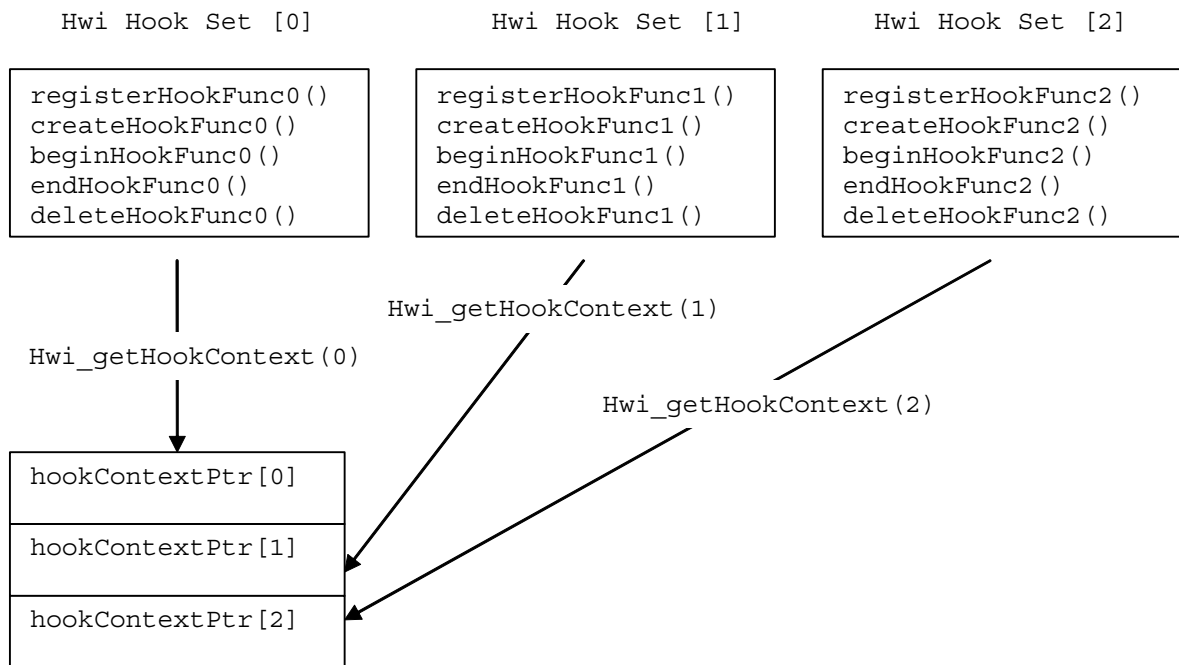 Hwi Hook Set [0]
Hwi Hook Set [1]
Hwi Hook Set [2]
registerHookFunc0()
createHookFunc0()
beginHookFunc0()
endHookFunc0()
deleteHookFunc0()
registerHookFunc1()
createHookFunc1()
beginHookFunc1()
endHookFunc1()
deleteHookFunc1()
registerHookFunc2()
createHookFunc2()
beginHookFunc2()
endHookFunc2()
deleteHookFunc2()
Hwi_getHookContext(1)
Hwi_getHookContext(0)
Hwi_getHookContext(2)
hookContextPtr[0]
hookContextPtr[1]
hookContextPtr[2]